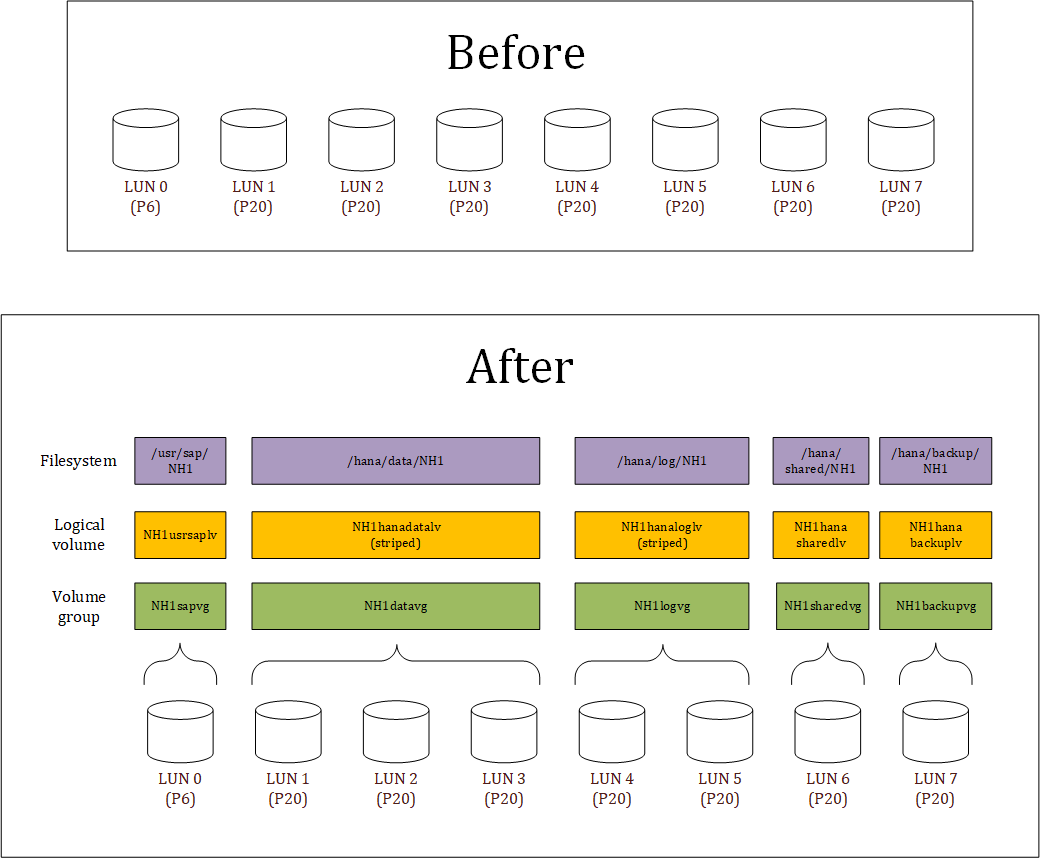 Before
LUN 0
(P6)
LUN 1
(P20)
LUN 2
(P20)
LUN 3
(P20)
LUN 4
(P20)
LUN 5
(P20)
LUN 6
(P20)
LUN 7
(P20)
After
Filesystem
/usr/sap/
NH1
/hana/data/NH1
/hana/log/NH1
/hana/
shared/NH1
/hana/backup/
NH1
Logical
volume
NH1usrsaplv
NH1hanadatalv
(striped)
NH1hanaloglv
(striped)
NH1hana
sharedlv
NH1hana
backuplv
Volume
group
NH1sapvg
NH1datavg
NH1logvg
NH1sharedvg
NH1backupvg
LUN 0
(P6)
LUN 1
(P20)
LUN 2
(P20)
LUN 3
(P20)
LUN 4
(P20)
LUN 5
(P20)
LUN 6
(P20)
LUN 7
(P20)